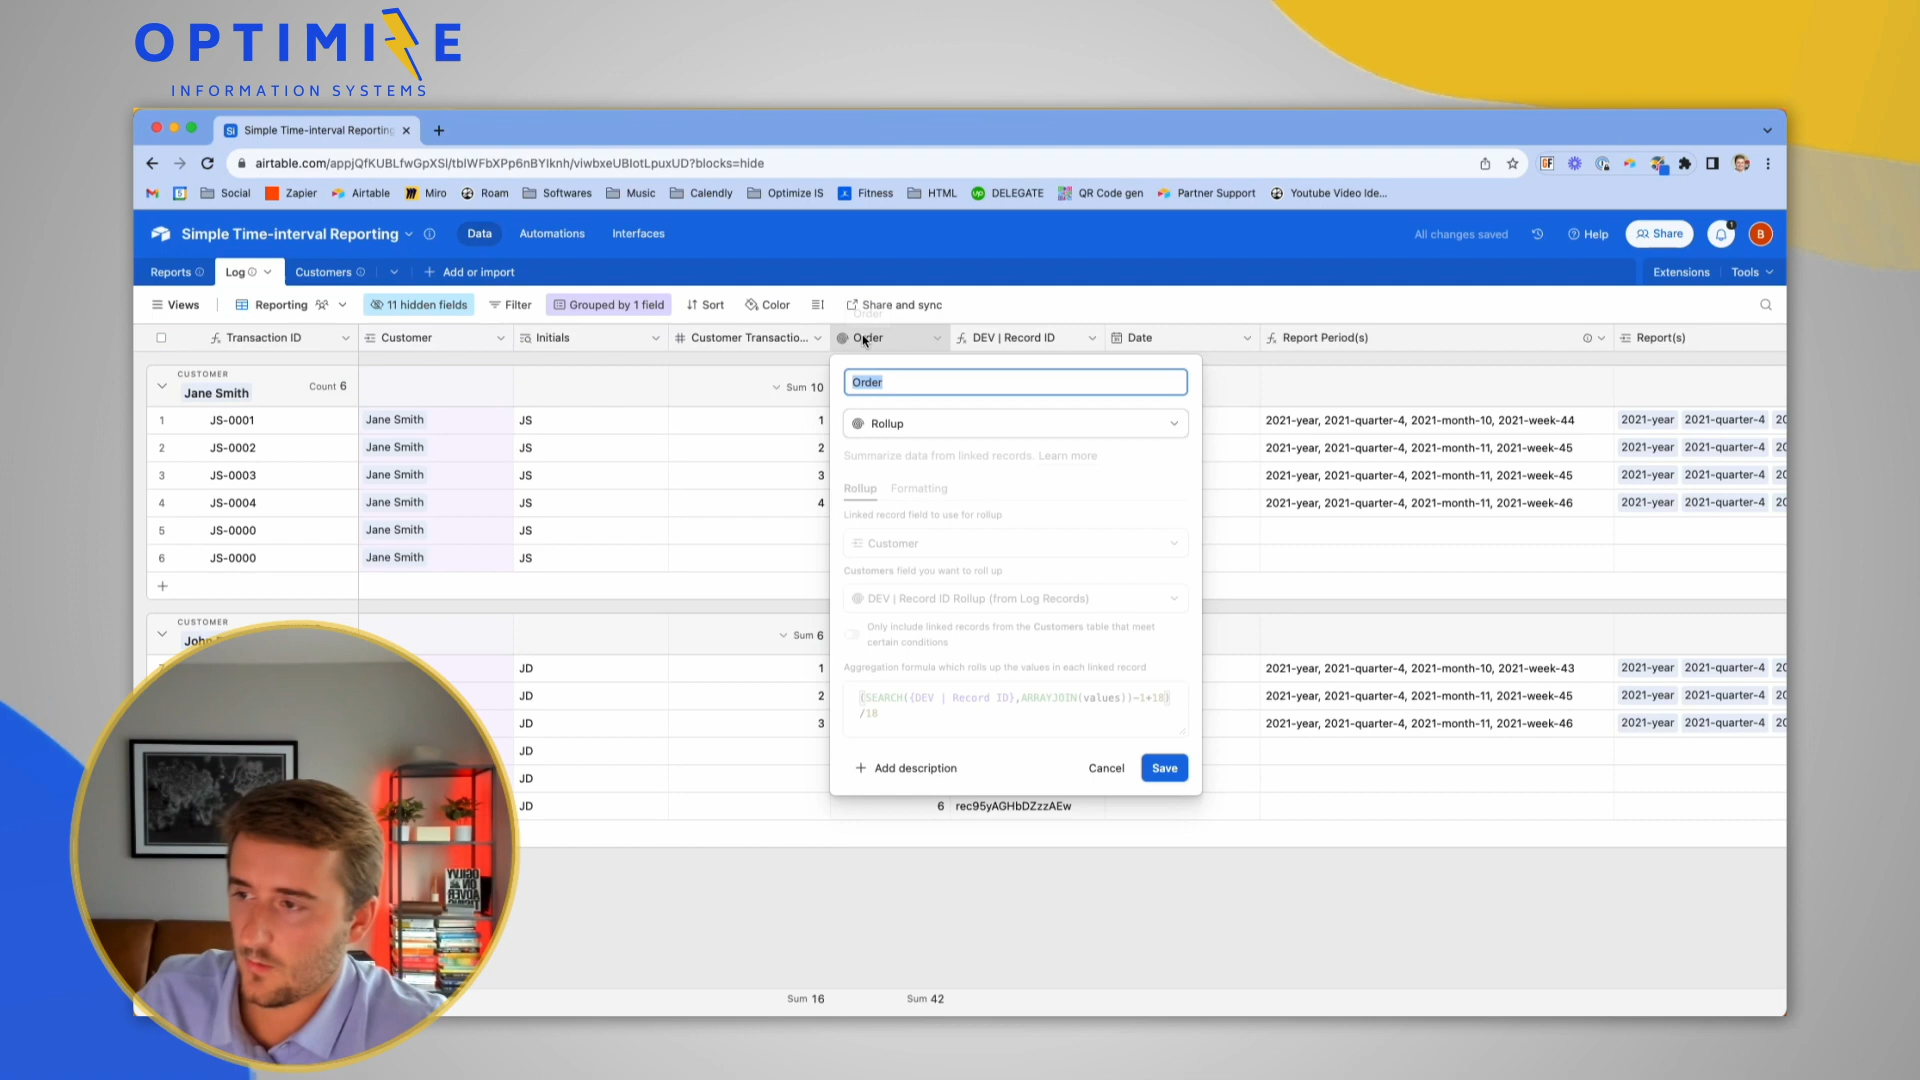 OPTIMIZE
INFORMATION SYSTEMS
Si Simple Time-interval Reporting
airtable.com/appjQfKUBLfwGpXSl/tblWFbXPp6nBYIknh/viwbxeUBIotLpuxUD?blocks=hide
Social Zapier Airtable Miro Roam Softwares Music Calendly Optimize IS Fitness HTML DELEGATE QR Code gen Partner Support Youtube Video Ide...
Simple Time-interval Reporting Data Automations Interfaces All changes saved Help Share 1 B
Reports Log Customers Add or import Extensions Tools
Views Reporting 11 hidden fields Filter Grouped by 1 field Sort Color Share and sync
Order
Transaction ID Customer Initials # Customer Transactio... Order DEV | Record ID Date Report Period(s) Report(s)
CUSTOMER
Jane Smith Count 6 Sum 10
1 JS-0001 Jane Smith JS 1 2021-year, 2021-quarter-4, 2021-month-10, 2021-week-44 2021-year 2021-quarter-4 20
2 JS-0002 Jane Smith JS 2 2021-year, 2021-quarter-4, 2021-month-11, 2021-week-45 2021-year 2021-quarter-4 20
3 JS-0003 Jane Smith JS 3 2021-year, 2021-quarter-4, 2021-month-11, 2021-week-45 2021-year 2021-quarter-4 20
4 JS-0004 Jane Smith JS 4 2021-year, 2021-quarter-4, 2021-month-11, 2021-week-46 2021-year 2021-quarter-4 20
5 JS-0000 Jane Smith JS
6 JS-0000 Jane Smith JS
CUSTOMER
John Sum 6
JD 1 2021-year, 2021-quarter-4, 2021-month-10, 2021-week-43 2021-year 2021-quarter-4 20
JD 2 2021-year, 2021-quarter-4, 2021-month-11, 2021-week-45 2021-year 2021-quarter-4 20
JD 3 2021-year, 2021-quarter-4, 2021-month-11, 2021-week-46 2021-year 2021-quarter-4 20
JD
JD
JD 6 rec95yAGHbDZzzAEw
Sum 16 Sum 42
Order
Rollup
Summarize data from linked records. Learn more
Rollup Formatting
Linked record field to use for rollup
Customer
Customers field you want to roll up
DEV | Record ID Rollup (from Log Records)
Only include linked records from the Customers table that meet
certain conditions
Aggregation formula which rolls up the values in each linked record
(SEARCH({DEV | Record ID},ARRAYJOIN(values))-1+18)
/18
Add description Cancel Save
OGILVY
ON